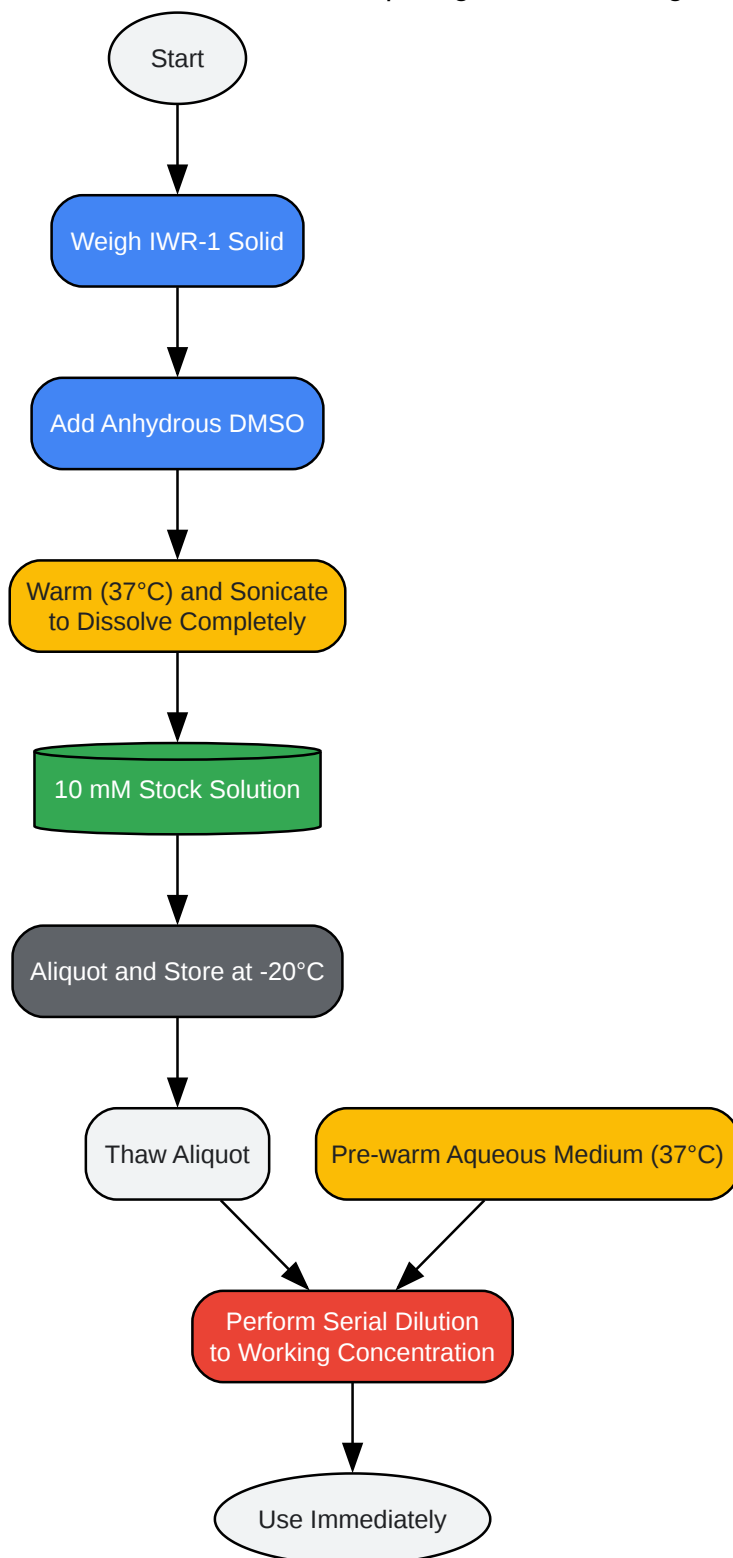 Start
Weigh IWR-1 Solid
Add Anhydrous DMSO
Warm (37°C) and Sonicate
to Dissolve Completely
10 mM Stock Solution
Aliquot and Store at -20°C
Thaw Aliquot
Pre-warm Aqueous Medium (37°C)
Perform Serial Dilution
to Working Concentration
Use Immediately